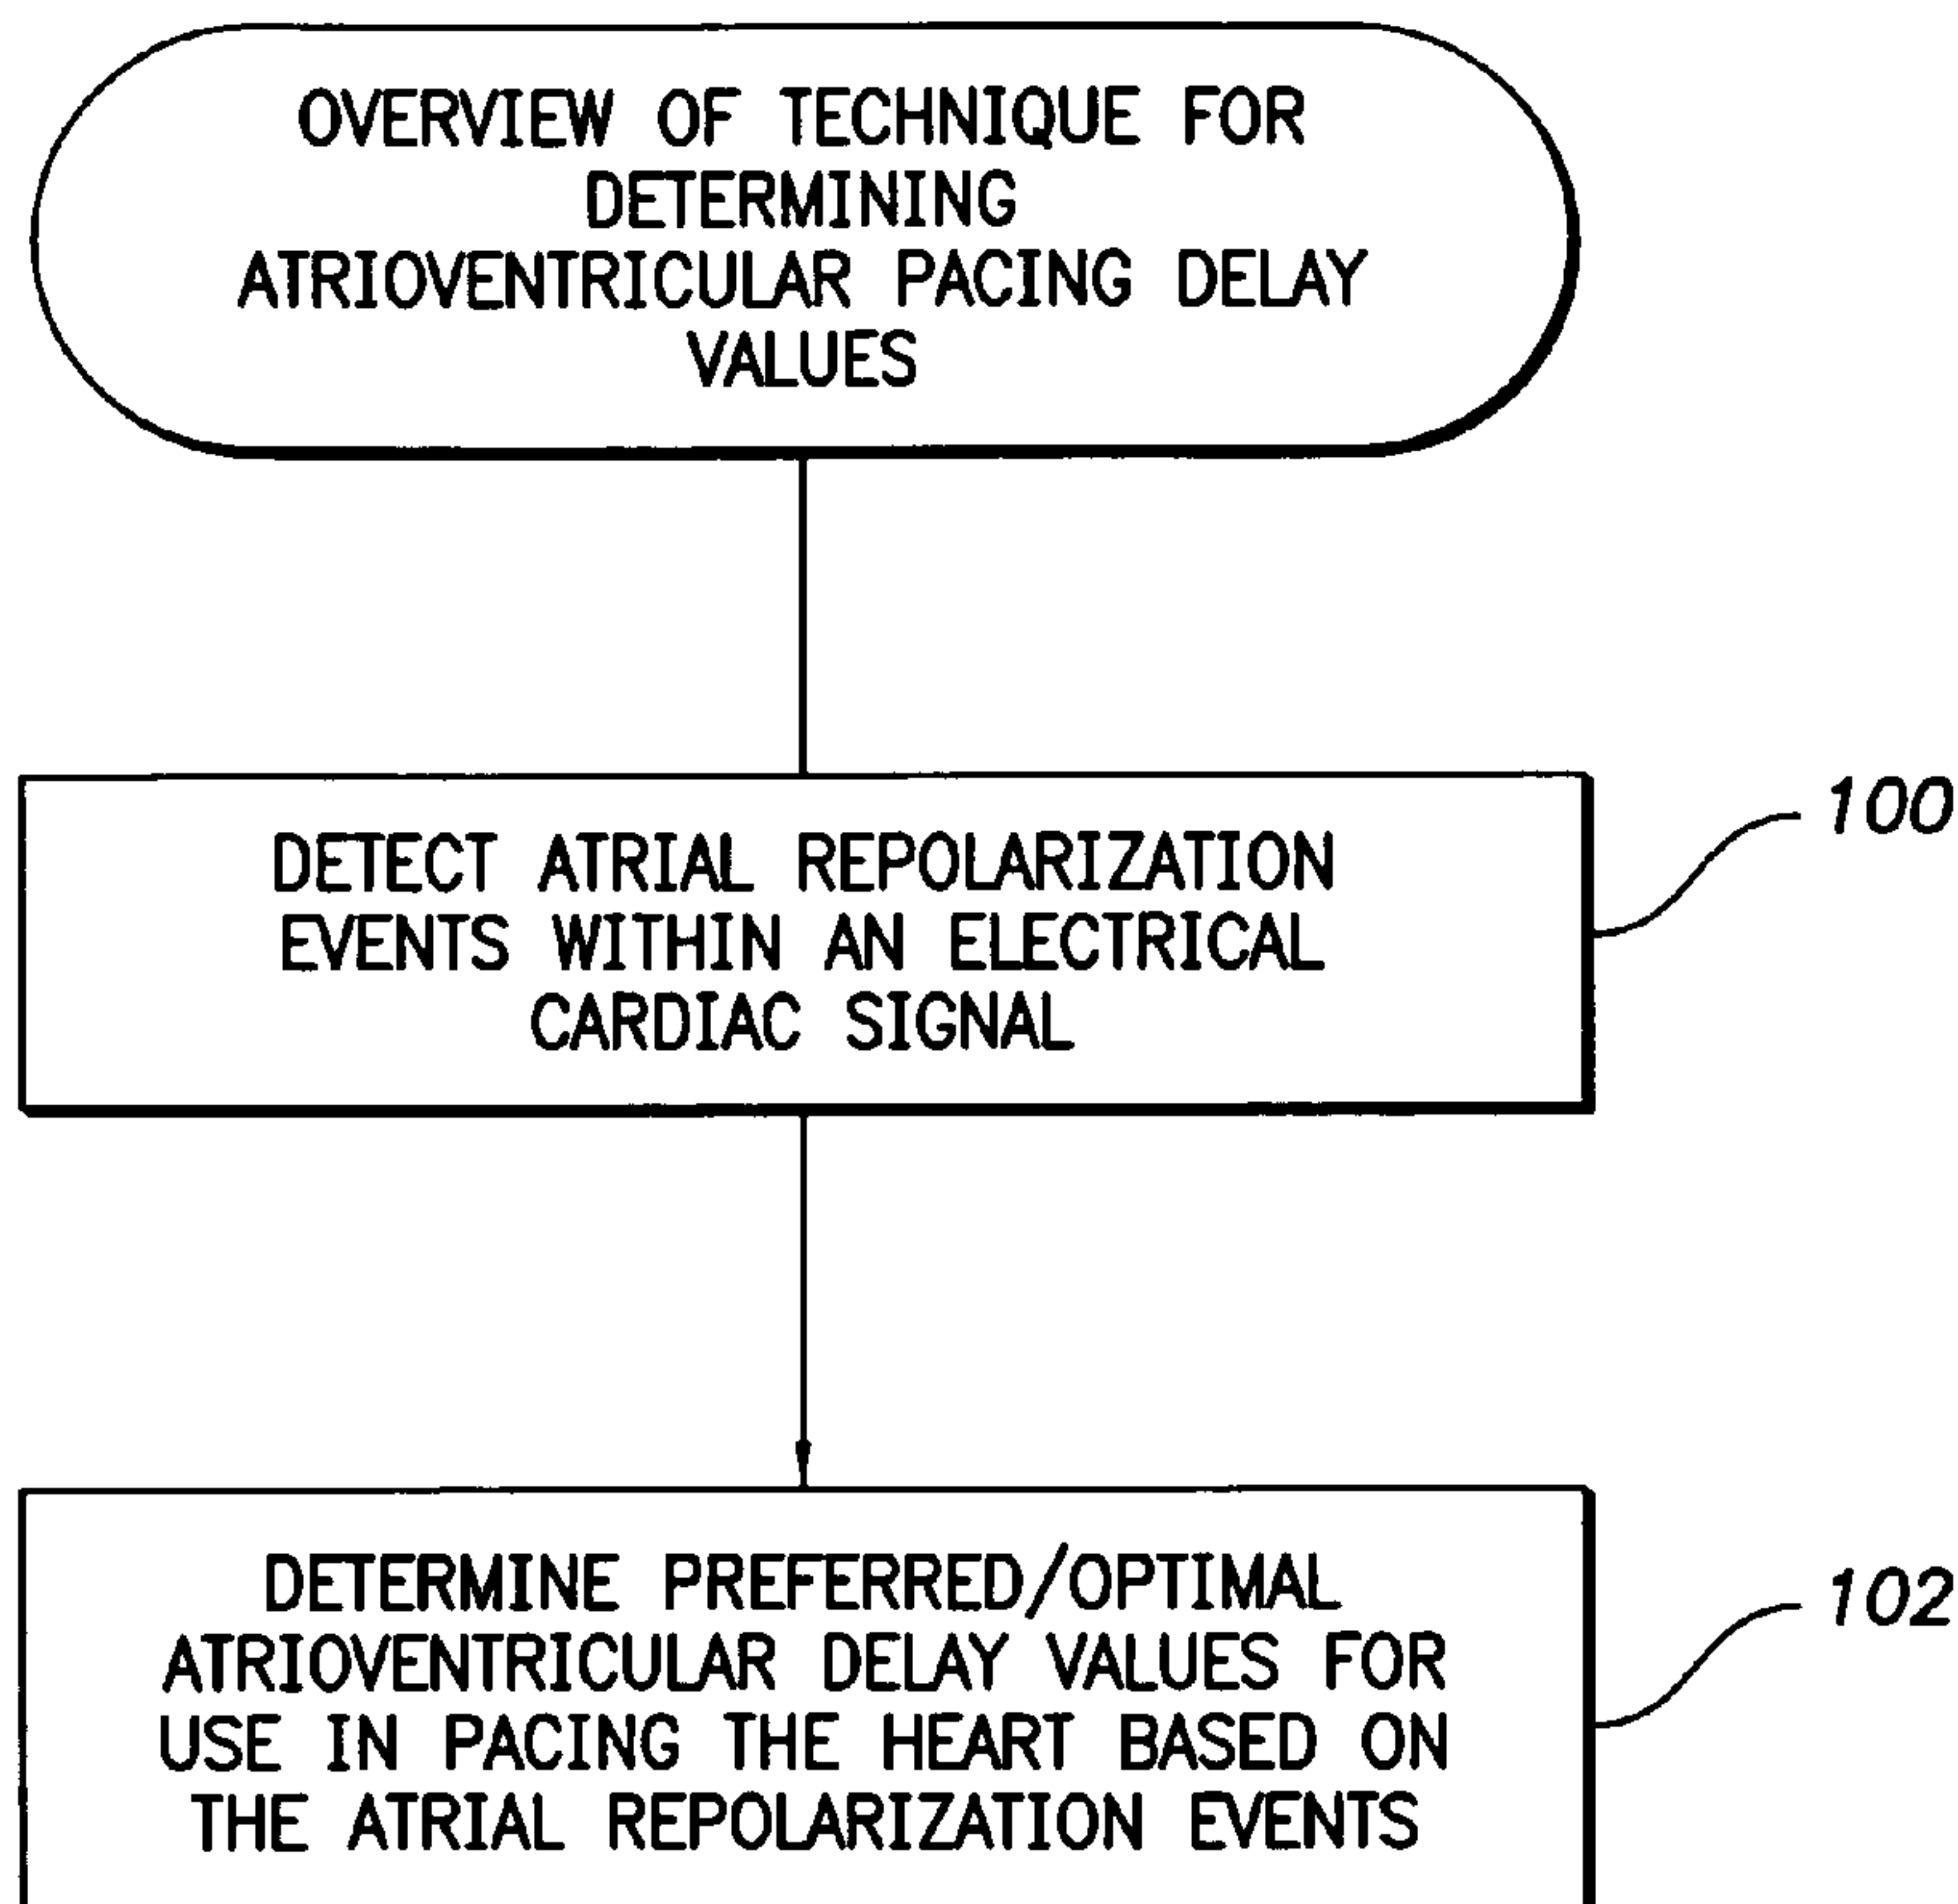 OVERVIEW OF TECHNIQUE FOR
DETERMINING
ATRIOVENTRICULAR PACING DELAY
VALUES
DETECT ATRIAL REPOLARIZATION
EVENTS WITHIN AN ELECTRICAL
CARDIAC SIGNAL
100
DETERMINE PREFERRED/OPTIMAL
ATRIOVENTRICULAR DELAY VALUES FOR
USE IN PACING THE HEART BASED ON
THE ATRIAL REPOLARIZATION EVENTS
102